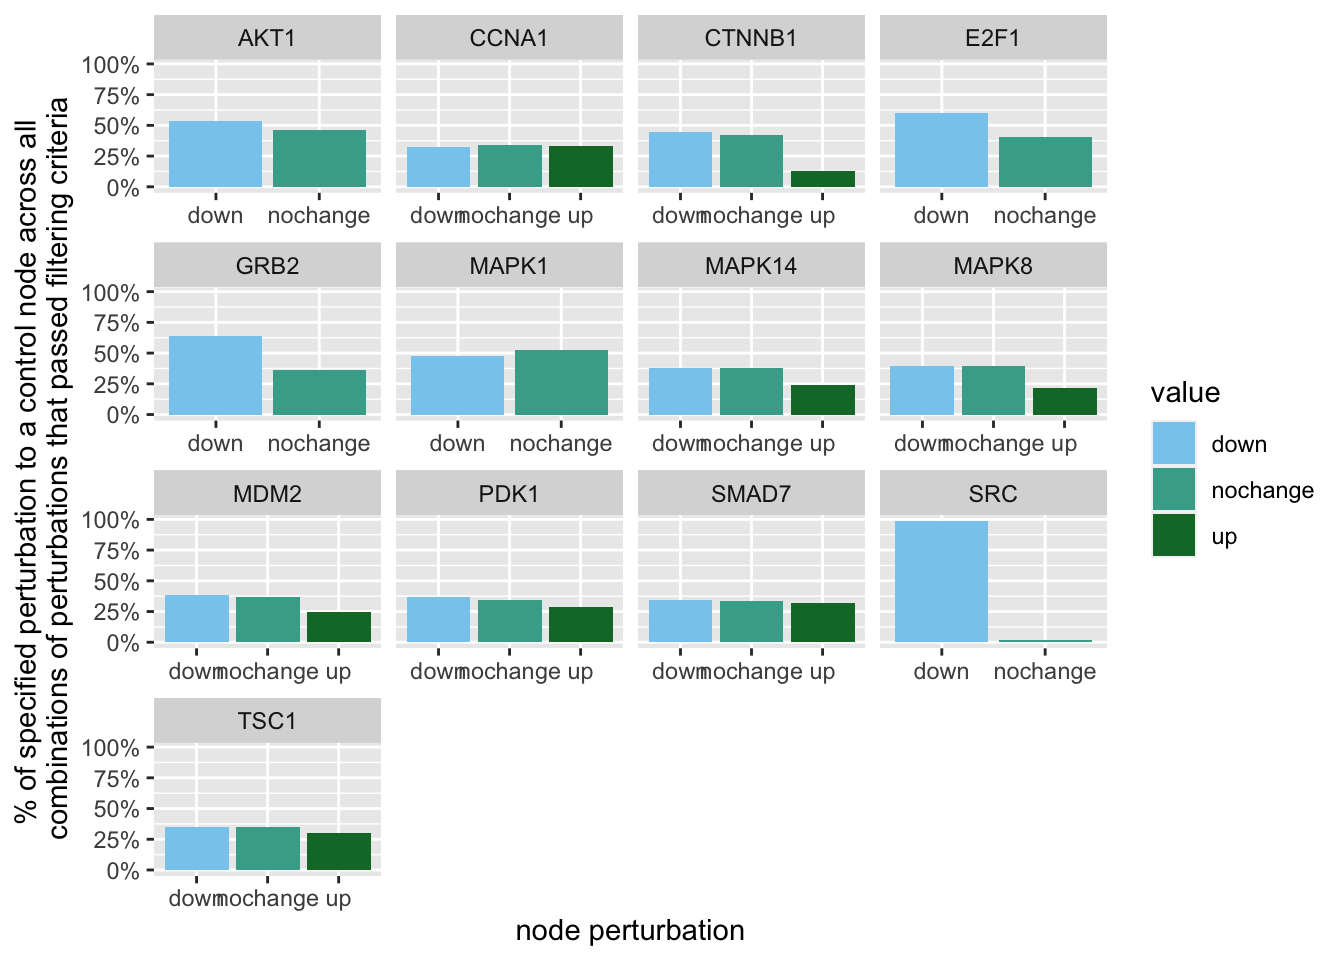 % of specified perturbation to a control node across all
combinations of perturbations that passed filtering criteria
AKT1
CCNA1
CTNNB1
E2F1
100%
75%
50%
25%
0%
down nochange
down nochange up
down nochange up
down nochange
GRB2
MAPK1
MAPK14
MAPK8
100%
75%
50%
25%
0%
down nochange
down nochange
down nochange up
down nochange up
MDM2
PDK1
SMAD7
SRC
100%
75%
50%
25%
0%
down nochange up
down nochange up
down nochange up
down nochange
TSC1
100%
75%
50%
25%
0%
down nochange up
node perturbation
value
down
nochange
up